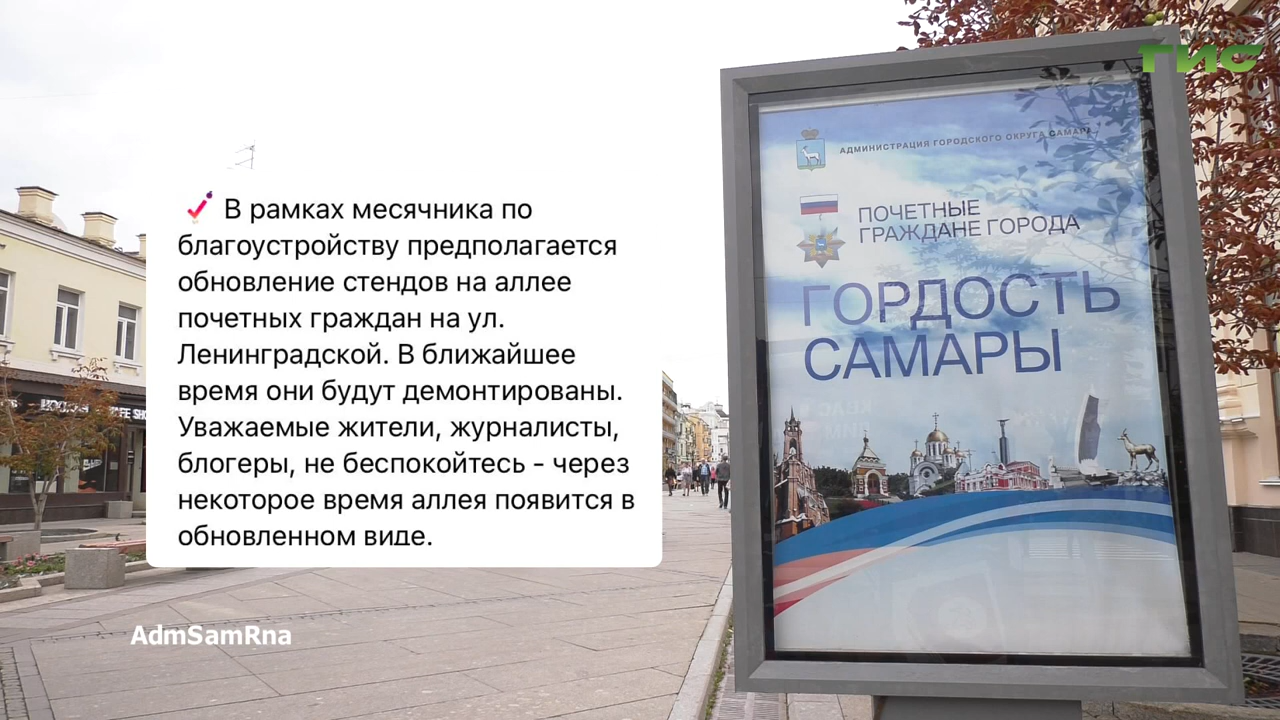 В рамках месячника по
благоустройству предполагается
обновление стендов на аллее
почетных граждан на ул.
Ленинградской. В ближайшее
время они будут демонтированы.
Уважаемые жители, журналисты,
блогеры, не беспокойтесь - через
некоторое время аллея появится в
обновленном виде.
AdmSamRna
САМАРА
ГИС
АДМИНИСТРАЦИЯ ГОРОДСКОГО ОКРУГА САМАРА
ПОЧЕТНЫЕ
ГРАЖДАНЕ ГОРОДА
ГОРДОСТЬ
САМАРЫ